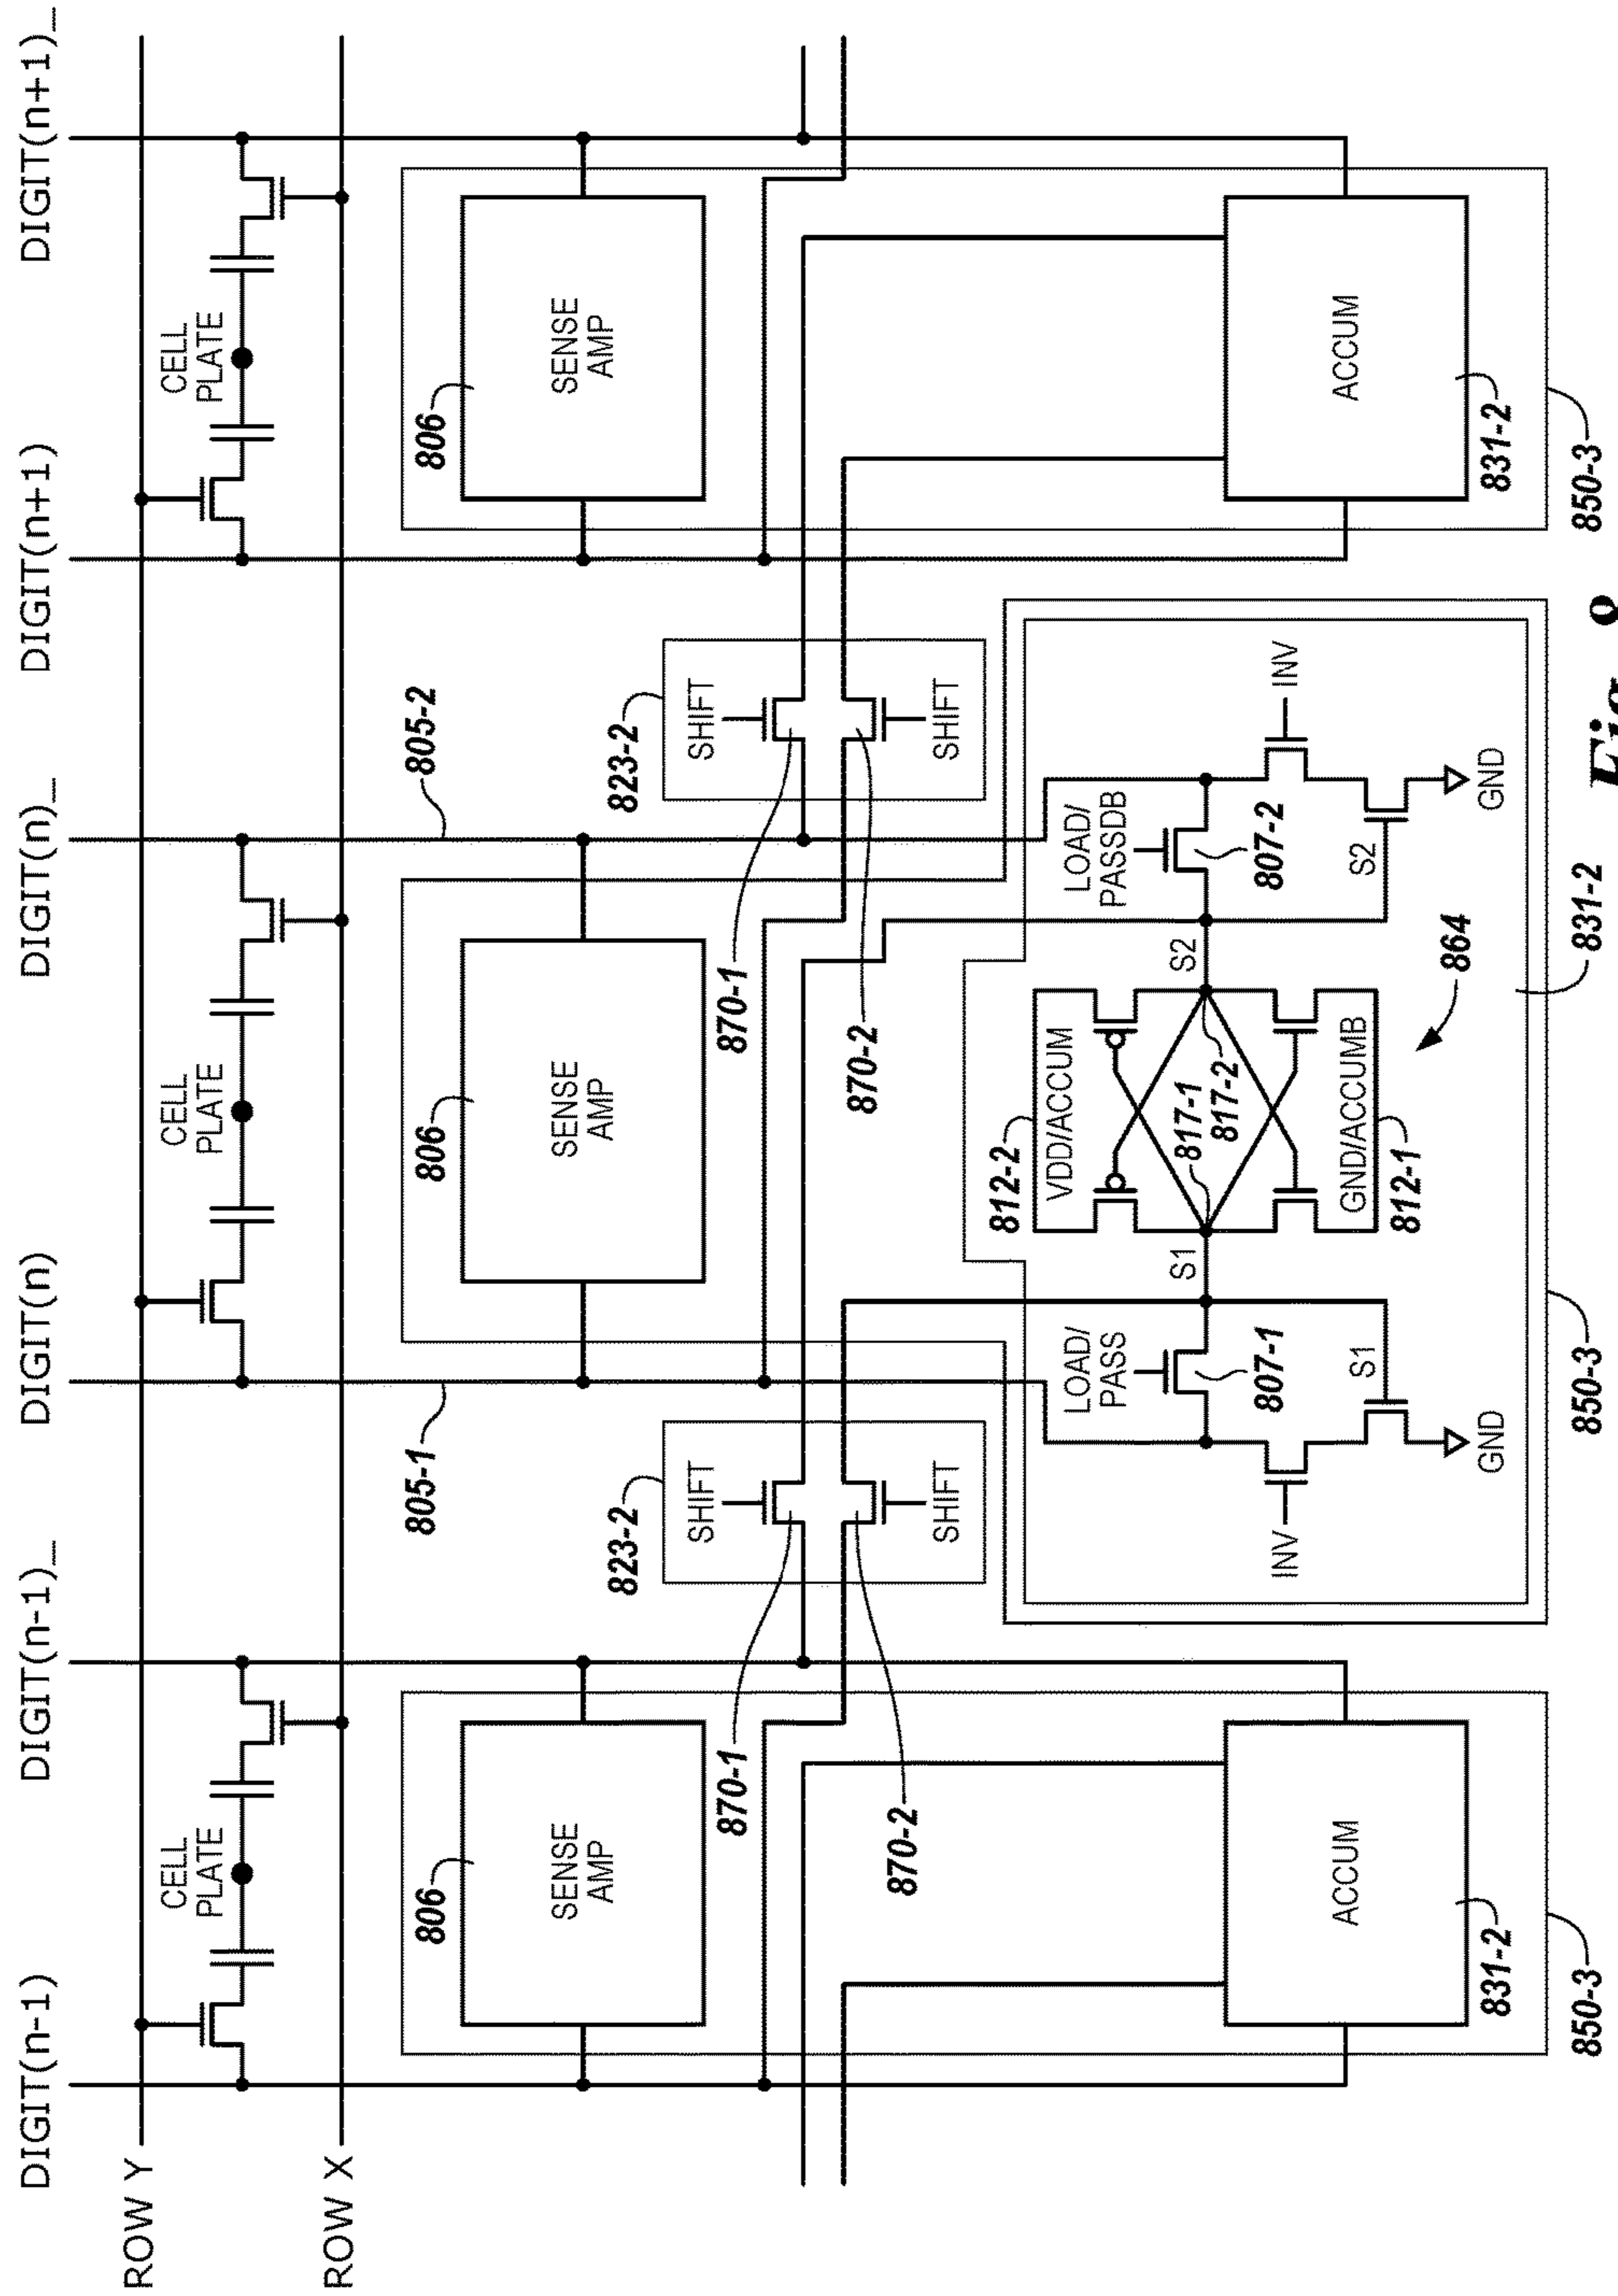 DIGIT(n-1)
DIGIT(n-1)_
DIGIT(n)
DIGIT(n)_
DIGIT(n+1)
DIGIT(n+1)_
ROW Y
CELL
PLATE
CELL
PLATE
CELL
PLATE
ROW X
805-1
805-2
806
SENSE
AMP
806
SENSE
AMP
806
SENSE
AMP
823-2
SHIFT
823-2
SHIFT
870-1
870-1
870-2
SHIFT
870-2
SHIFT
LOAD/
PASS
LOAD/
PASSDB
812-2
VDD/ACCUM
807-1
817-1
817-2
807-2
S1
S2
INV
INV
S1
S2
GND/ACCUMB
812-1
864
GND
GND
ACCUM
ACCUM
831-2
831-2
831-2
850-3
850-3
850-3
Fig. 8